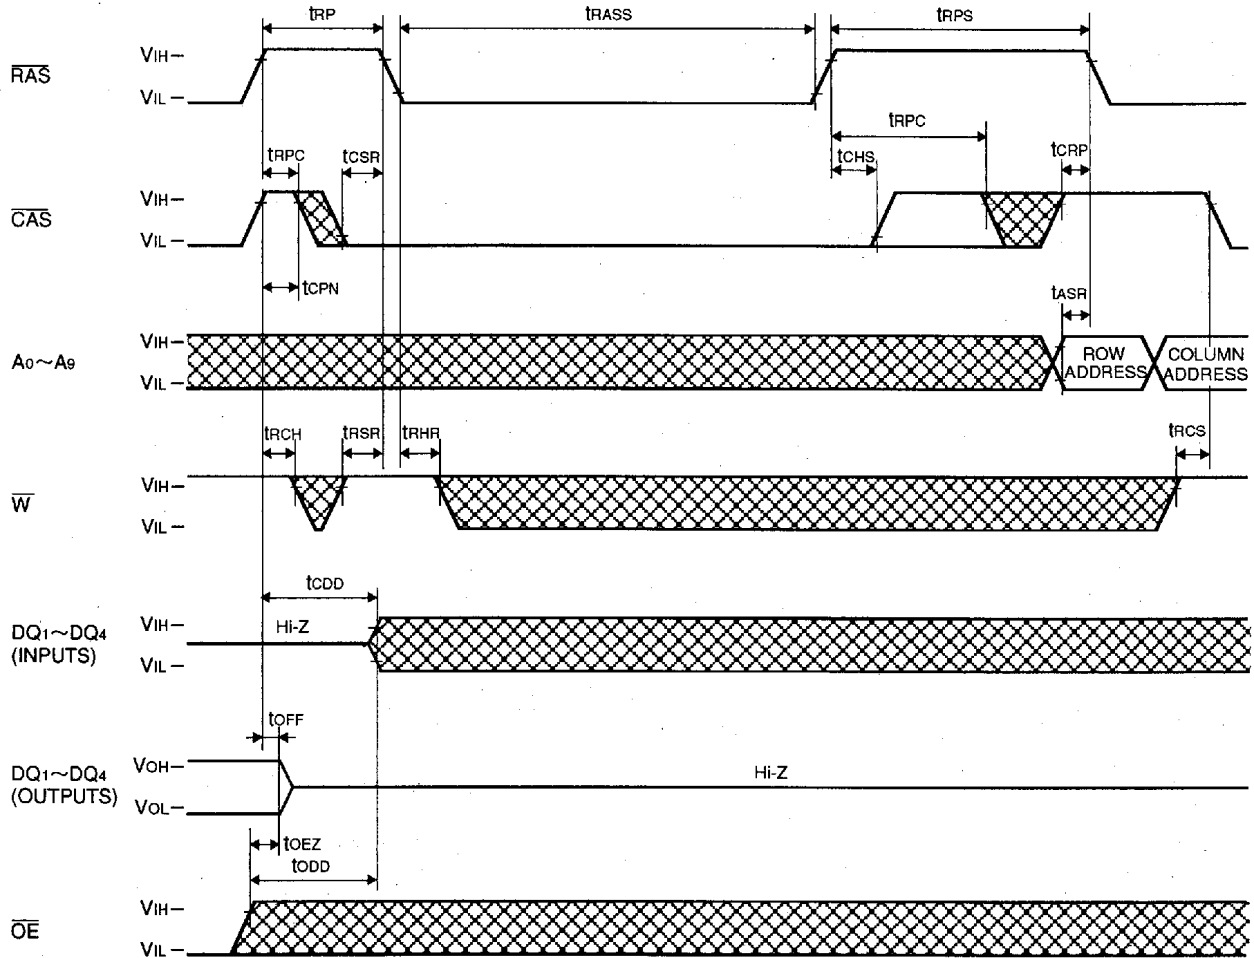 tRP tRASS tRPS
RAS VIH
VIL
tRPC
tRPC tCSR tCHS tCRP
CAS VIH
VIL
tCPN
tASR
A0~A9 VIH
VIL
ROW ADDRESS
COLUMN ADDRESS
tRCH tRSR tRHR tRCS
W VIH
VIL
tCDD
DQ1~DQ4 (INPUTS) VIH
VIL
Hi-Z
tOFF
DQ1~DQ4 (OUTPUTS) VOH
VOL
Hi-Z
tOEZ
tODD
OE VIH
VIL